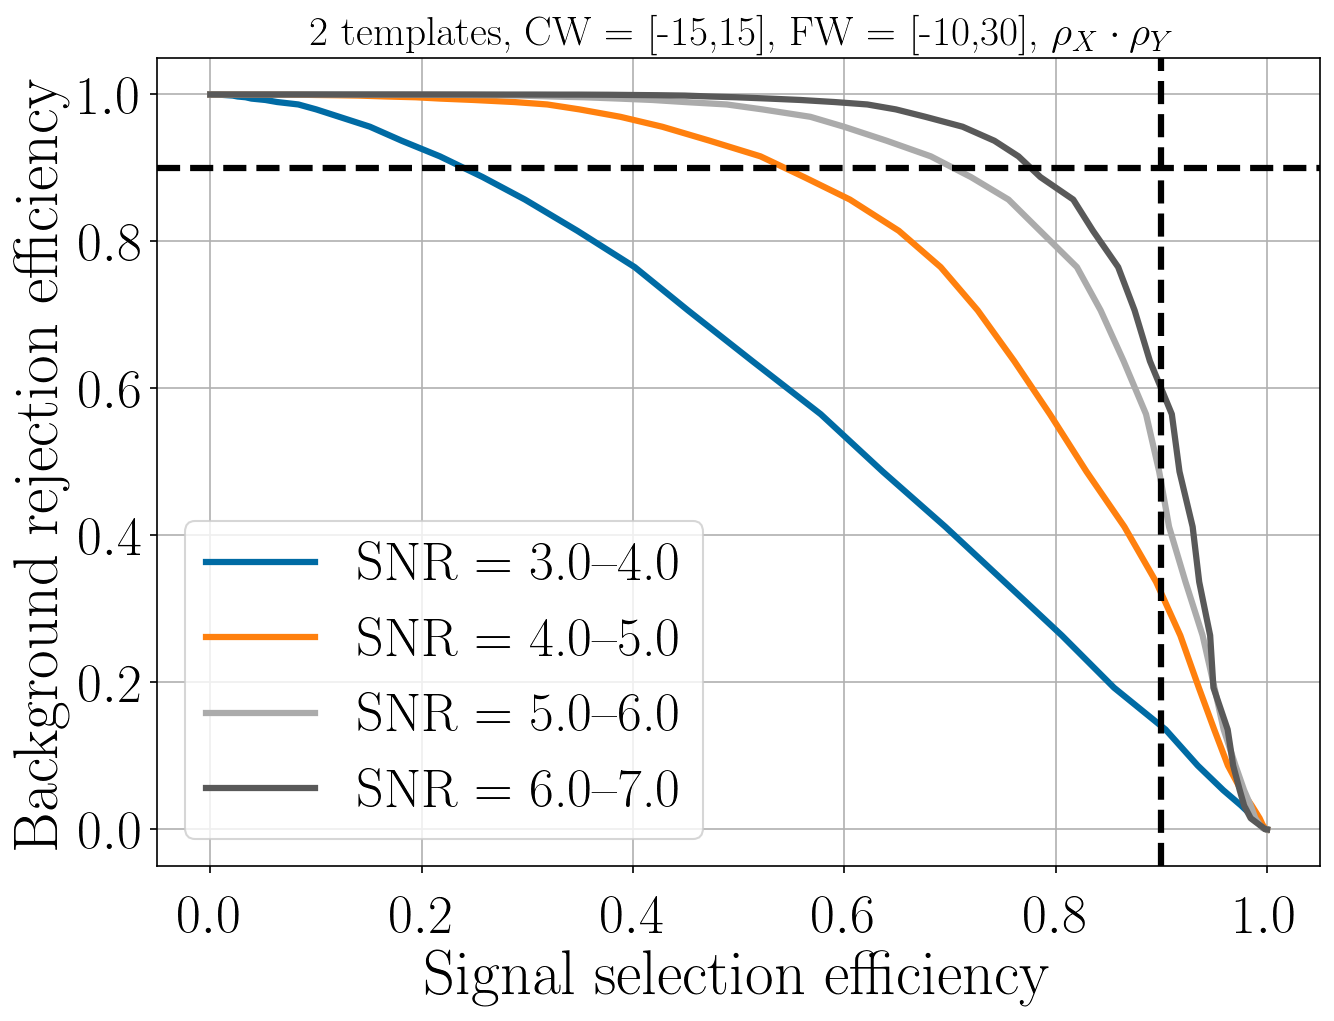 2 templates, CW = [-15,15], FW = [-10,30], ρX · ρY
Background rejection efficiency
1.0
0.8
0.6
0.4
0.2
0.0
SNR = 3.0–4.0
SNR = 4.0–5.0
SNR = 5.0–6.0
SNR = 6.0–7.0
0.0 0.2 0.4 0.6 0.8 1.0
Signal selection efficiency